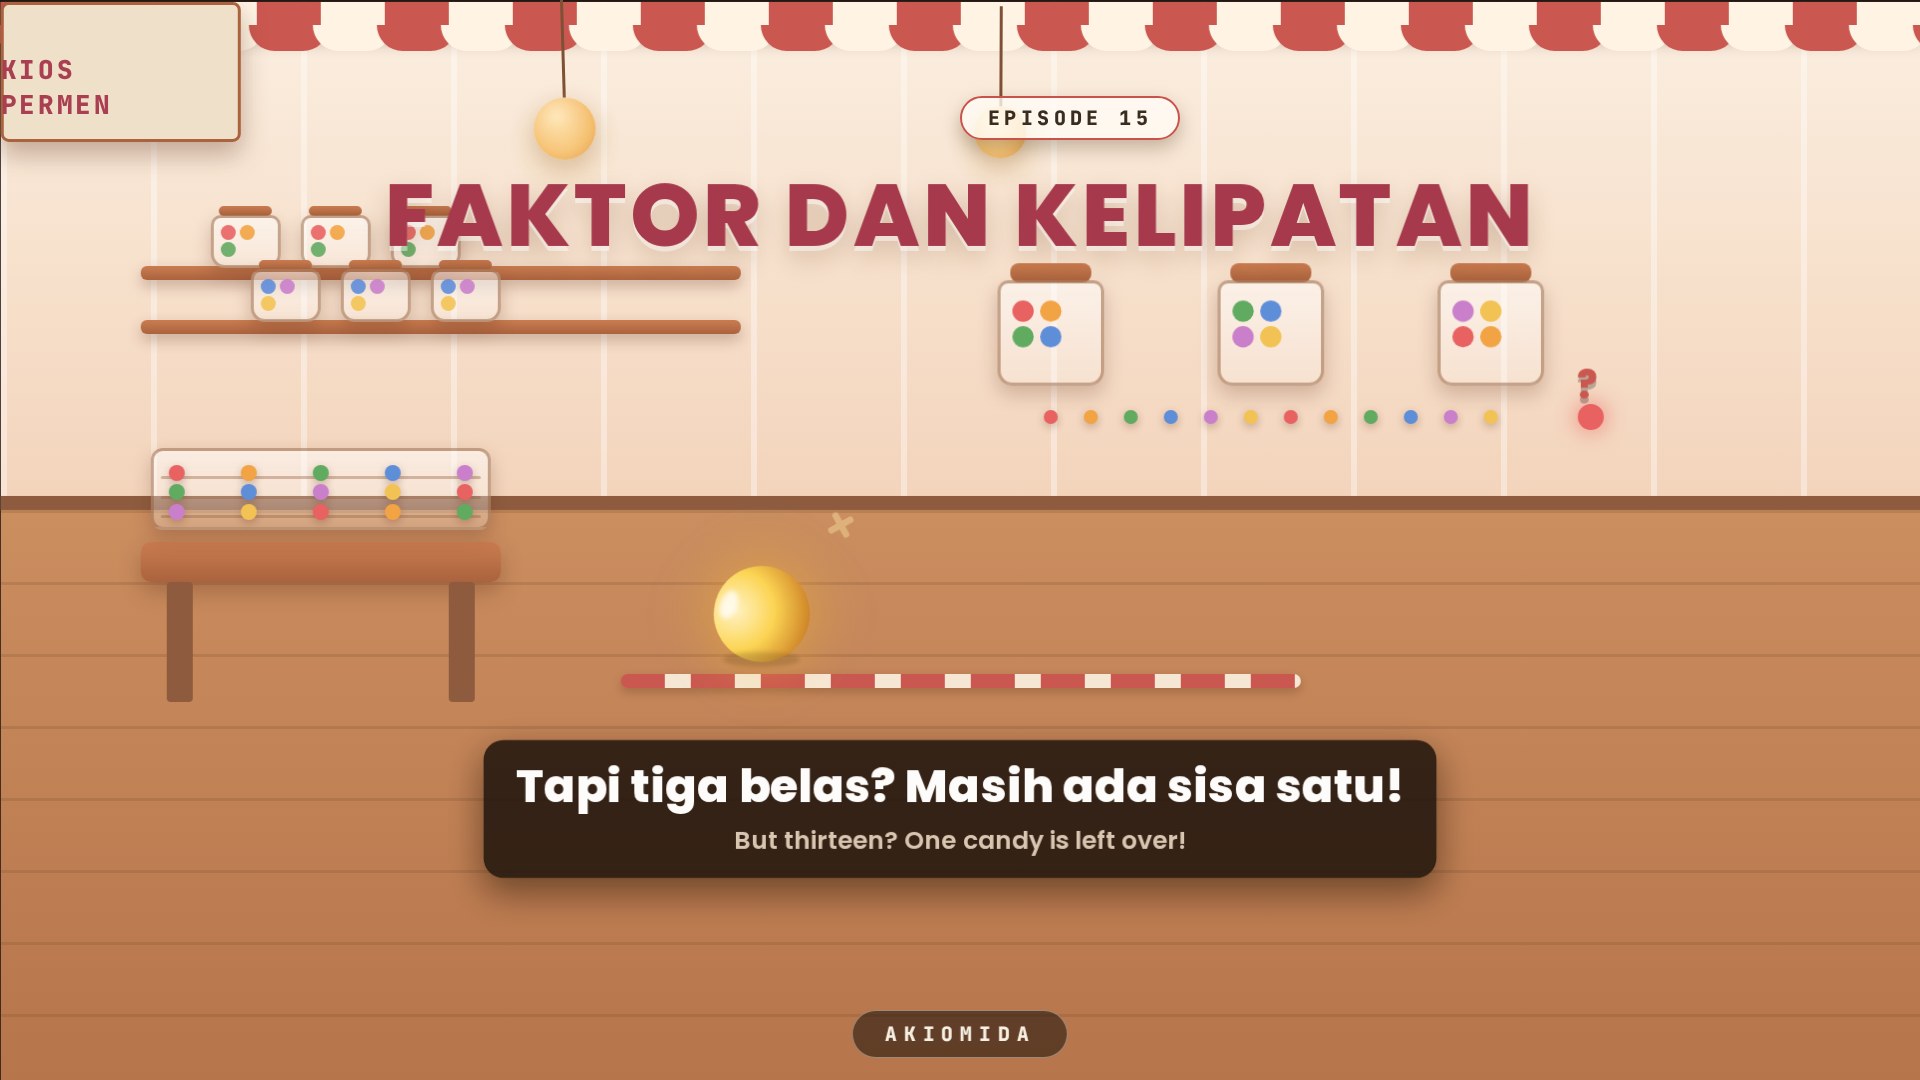 KIOS
PERMEN
EPISODE 15
FAKTOR DAN KELIPATAN
?
Tapi tiga belas? Masih ada sisa satu!
But thirteen? One candy is left over!
AKIOMIDA